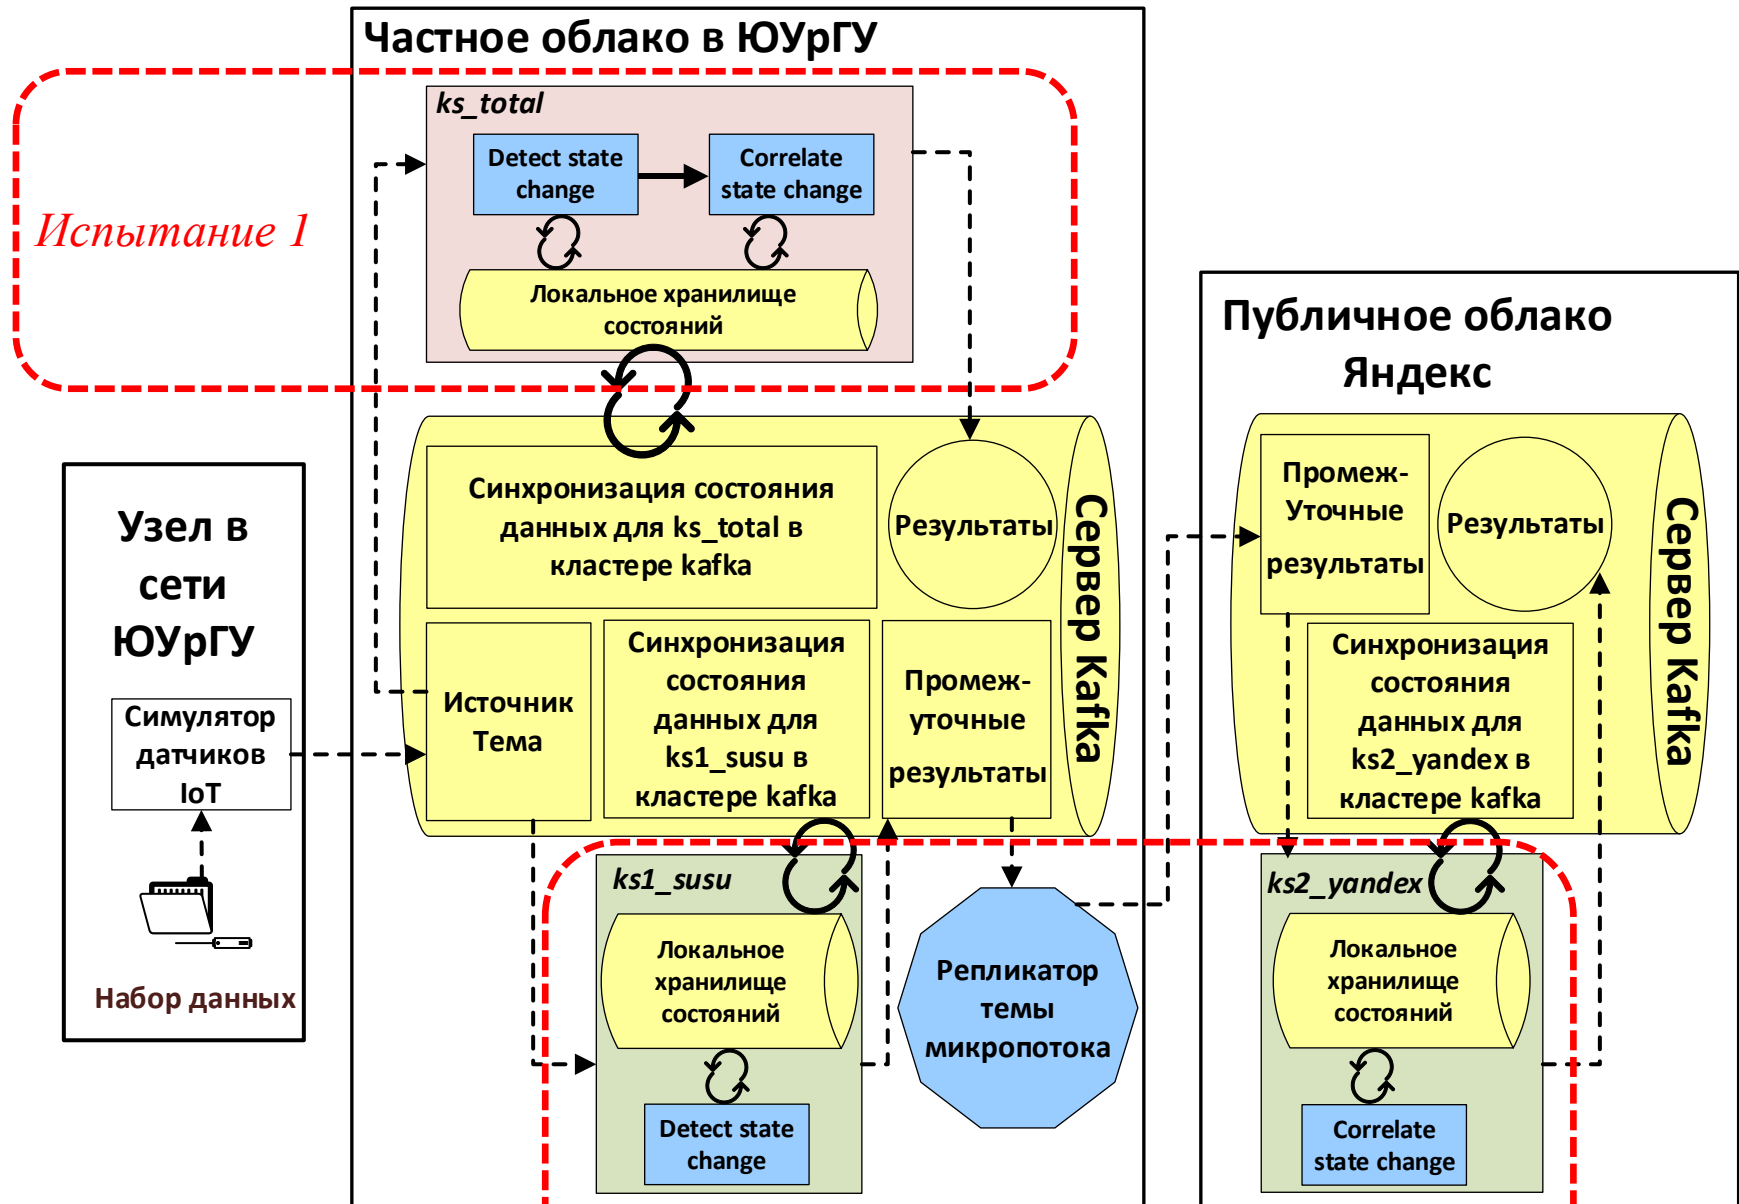 Частное облако в ЮУрГУ
ks_total
Detect state
change
Correlate
state change
Испытание 1
Локальное хранилище
состояний
Публичное облако
Яндекс
Синхронизация состояния
данных для ks_total в
кластере kafka
Результаты
Сервер Kafka
Источник
Тема
Синхронизация
состояния
данных для
ks1_susu в
кластере kafka
Промеж-
уточные
результаты
Узел в
сети
ЮУрГУ
Симулятор
датчиков
IoT
Набор данных
Промеж-
Уточные
результаты
Результаты
Сервер Kafka
Синхронизация
состояния
данных для
ks2_yandex в
кластере kafka
ks1_susu
Локальное
хранилище
состояний
Detect state
change
Репликатор
темы
микропотока
ks2_yandex
Локальное
хранилище
состояний
Correlate
state change